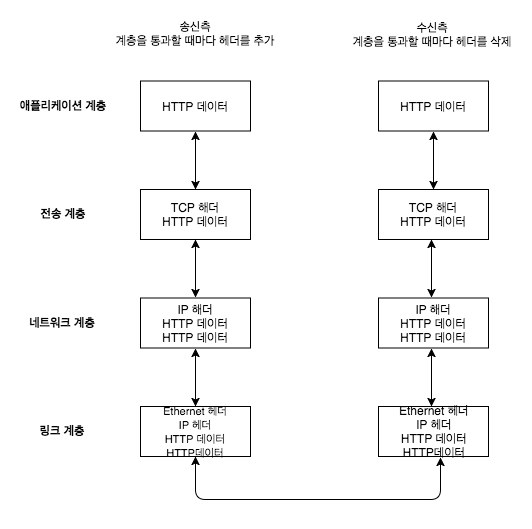 송신측
계층을 통과할 때마다 헤더를 추가
수신측
계층을 통과할 때마다 헤더를 삭제
애플리케이션 계층
HTTP 데이터
HTTP 데이터
전송 계층
TCP 해더
HTTP 데이터
TCP 해더
HTTP 데이터
네트워크 계층
IP 해더
HTTP 데이터
HTTP 데이터
IP 해더
HTTP 데이터
HTTP 데이터
링크 계층
Ethernet 헤더
IP 헤더
HTTP 데이터
HTTP데이터
Ethernet 헤더
IP 헤더
HTTP 데이터
HTTP데이터